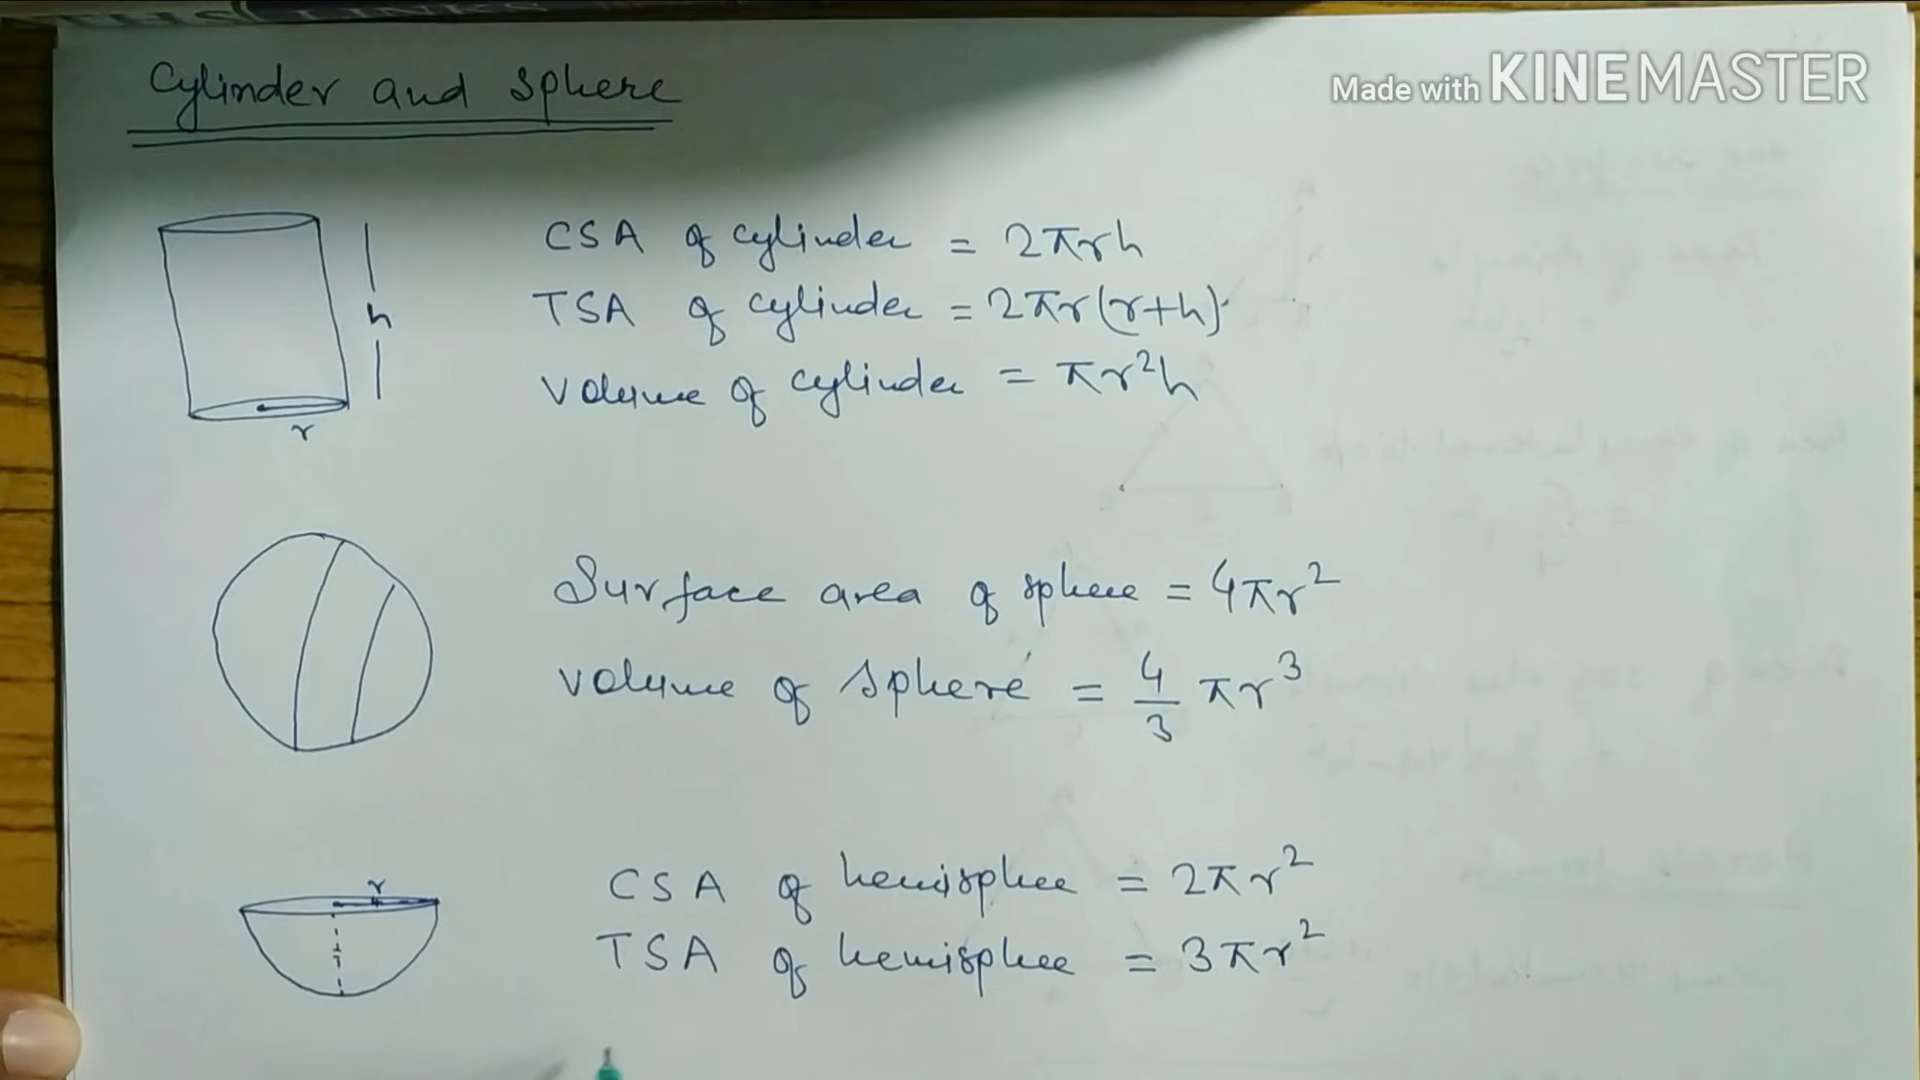 LINKS
Made with KINEMASTER
Cylinder and sphere
h
r
CSA of cylinder = 2πrh
TSA of cylinder = 2πr(r+h)
Volume of cylinder = πr²h
Surface area of sphere = 4πr²
Volume of sphere = 4/3 πr³
r
r
CSA of hemisphere = 2πr²
TSA of hemisphere = 3πr²